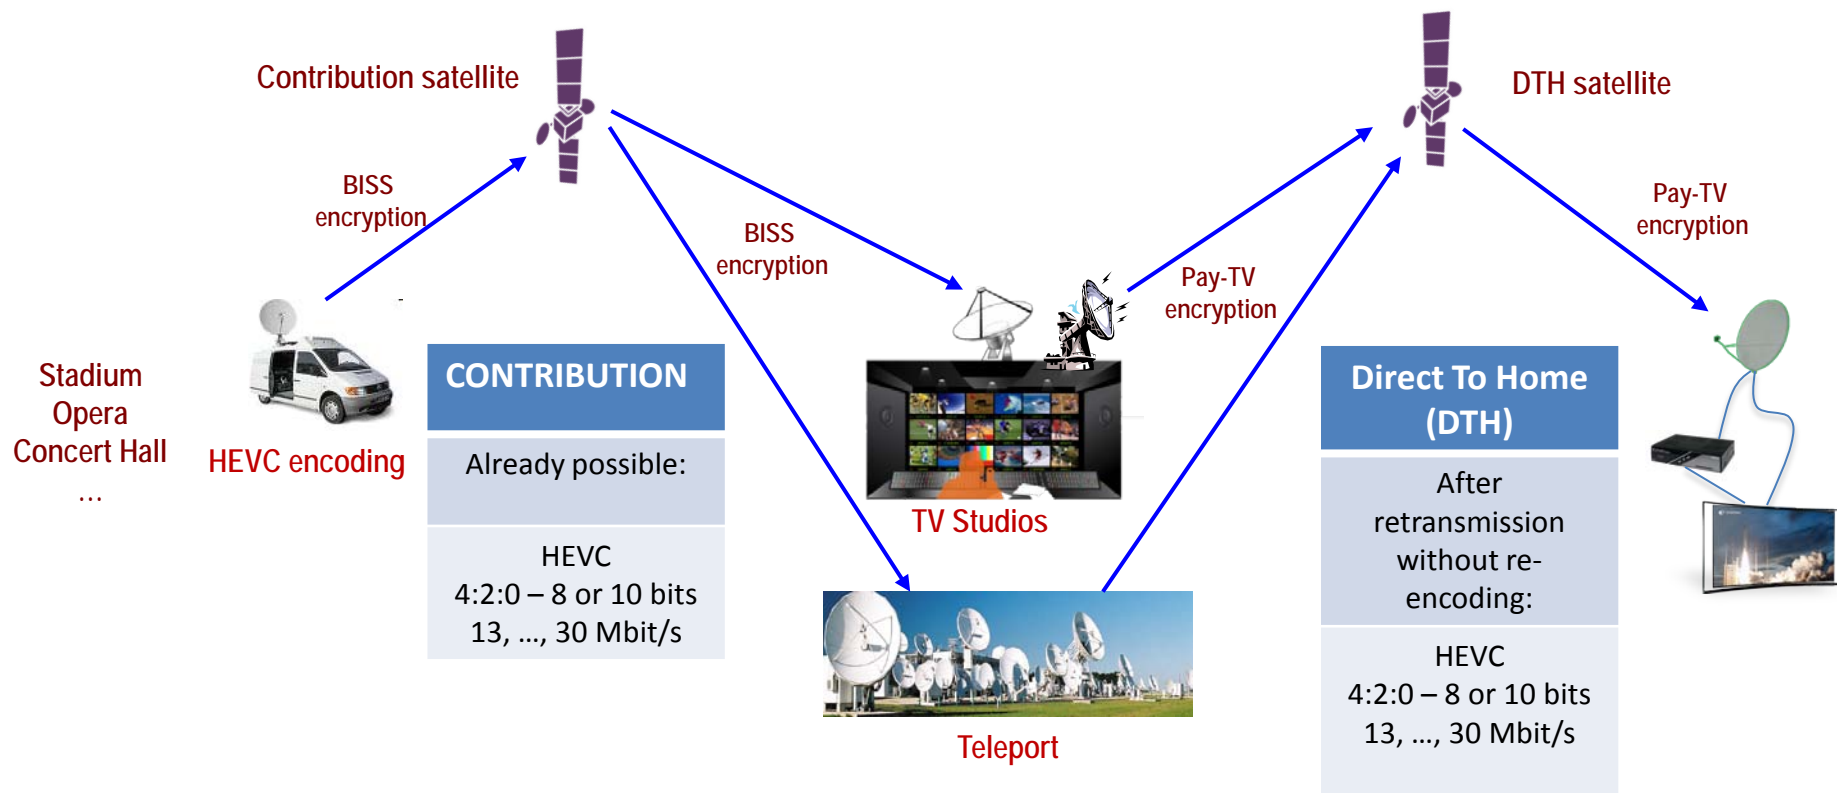 Contribution satellite
DTH satellite
BISS
encryption
BISS
encryption
Pay-TV
encryption
Pay-TV
encryption
Stadium
Opera
Concert Hall
...
HEVC encoding
CONTRIBUTION
Already possible:
HEVC
4:2:0 – 8 or 10 bits
13, ..., 30 Mbit/s
TV Studios
Teleport
Direct To Home
(DTH)
After
retransmission
without re-
encoding:
HEVC
4:2:0 – 8 or 10 bits
13, ..., 30 Mbit/s